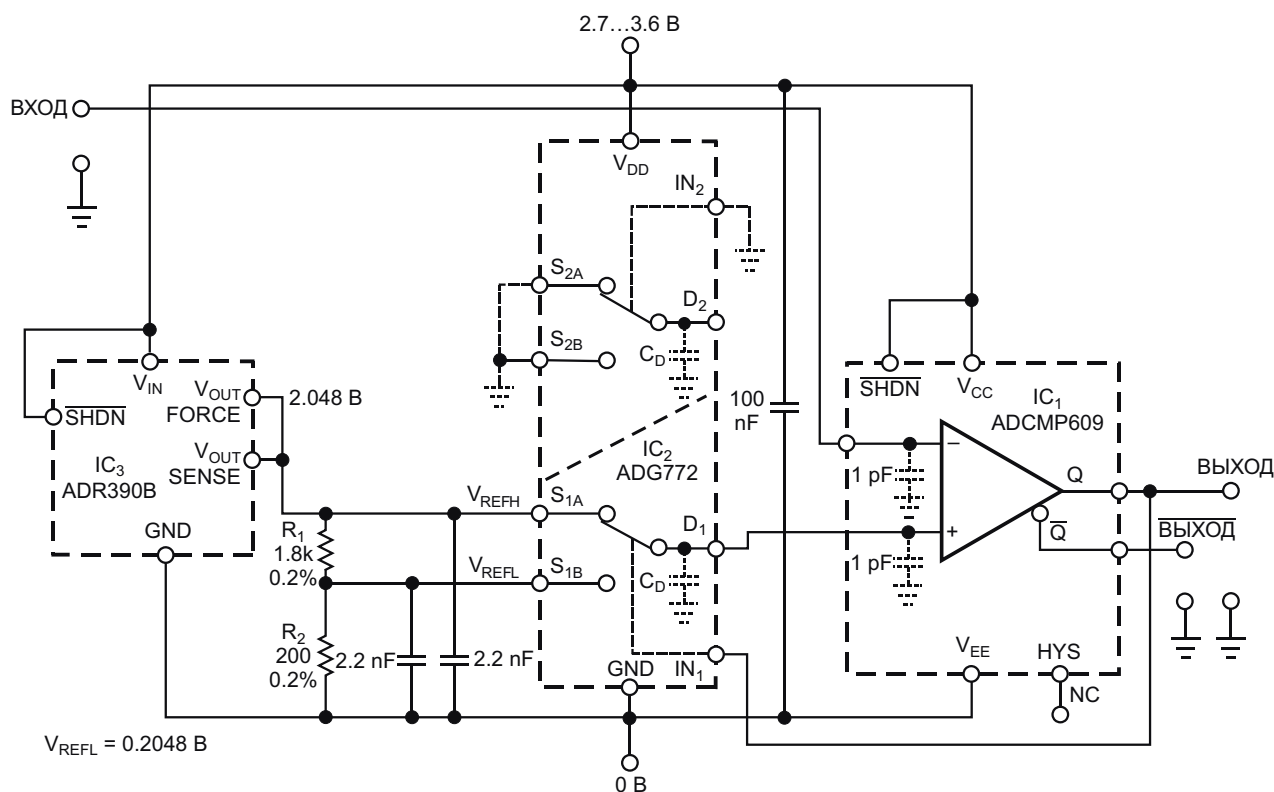 2.7…3.6 В
ВХОД
V_DD
IN_2
S_2A
D_2
S_2B
C_D
100
nF
V_IN
V_OUT
FORCE
2.048 В
SHDN
V_OUT
SENSE
IC_3
ADR390B
GND
SHDN
V_CC
IC_1
ADCMP609
IC_2
ADG772
−
1 pF
Q
ВЫХОД
V_REFH
S_1A
D_1
+
Q
ВЫХОД
1 pF
R_1
1.8k
0.2%
V_REFL
S_1B
C_D
R_2
200
0.2%
2.2 nF
2.2 nF
GND
IN_1
V_EE
HYS
NC
V_REFL = 0.2048 В
0 В